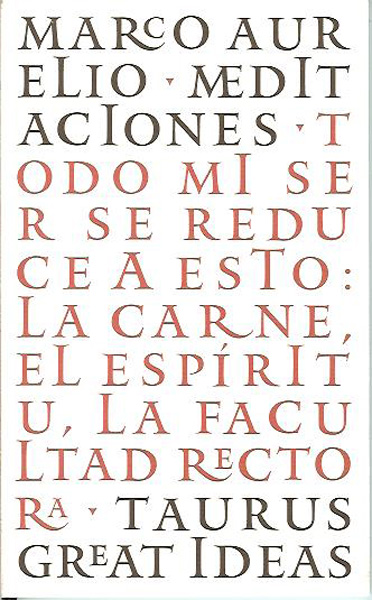 MARCO AUR
ELIO · MEDIT
ACIONES · T
ODO MI SE
R SE REDU
CE A ESTO:
LA CARNE,
EL ESPÍRIT
U, LA FACU
LTAD RECTO
RA · TAURUS
GREAT IDEAS